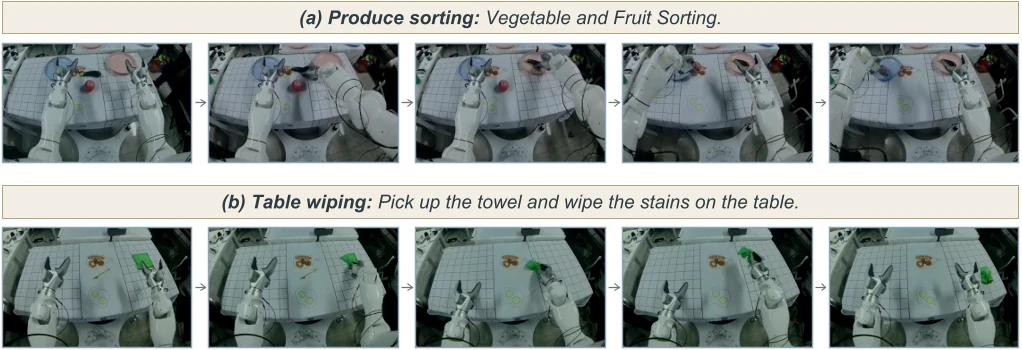 (a) Produce sorting: Vegetable and Fruit Sorting.
(b) Table wiping: Pick up the towel and wipe the stains on the table.